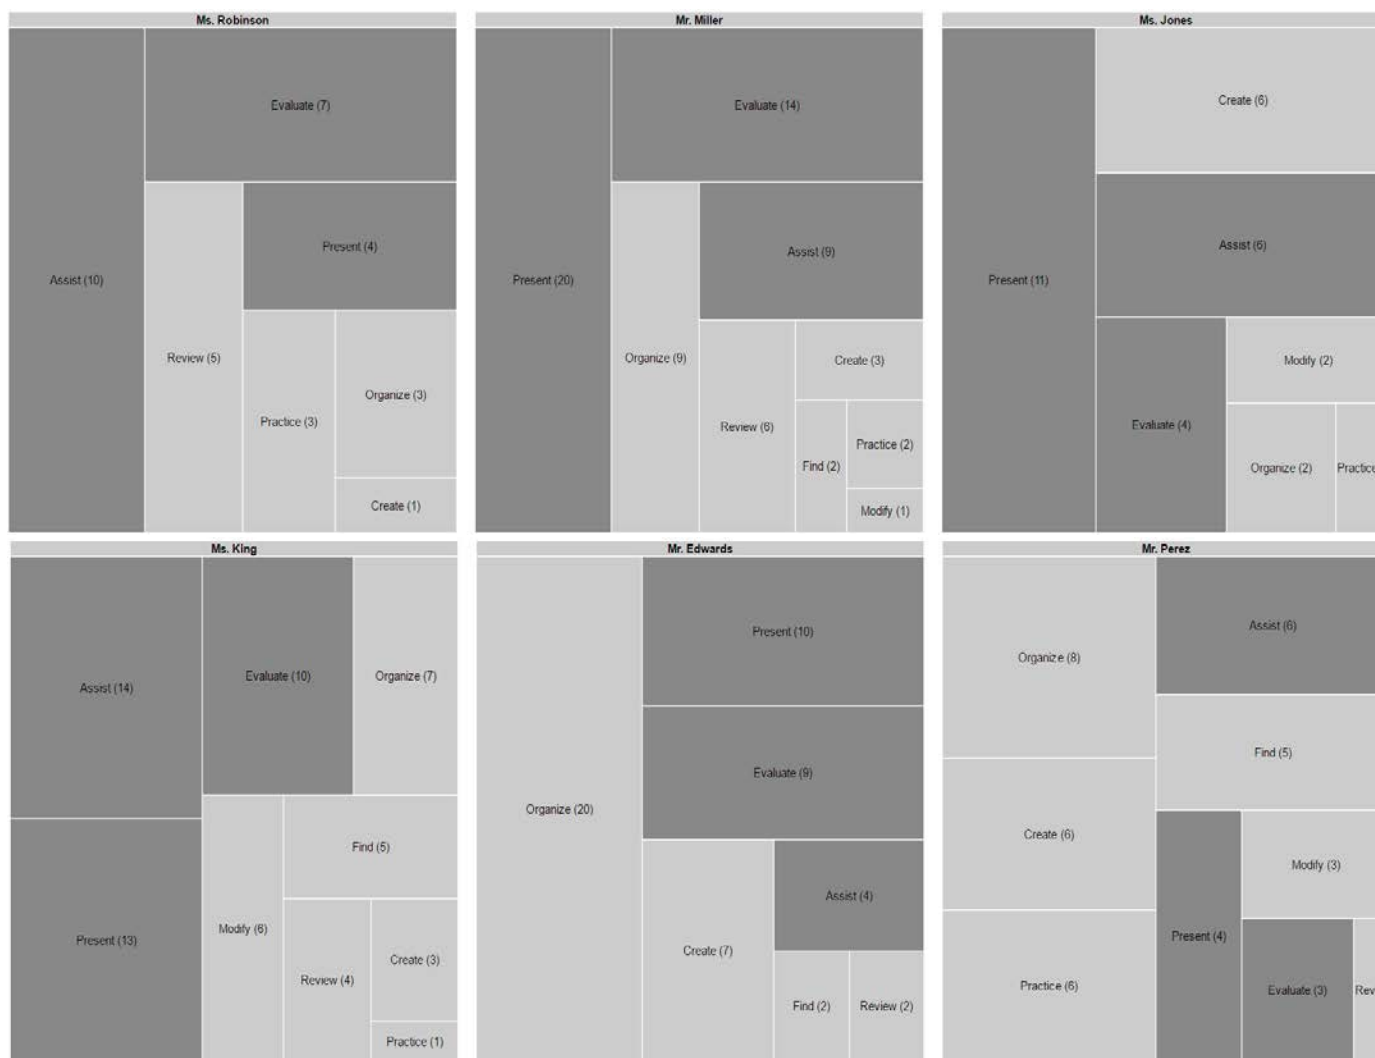 Ms. Robinson
Assist (10)
Evaluate (7)
Review (5)
Present (4)
Practice (3)
Organize (3)
Create (1)
Mr. Miller
Present (20)
Evaluate (14)
Organize (9)
Assist (9)
Review (6)
Create (3)
Find (2)
Practice (2)
Modify (1)
Ms. Jones
Present (11)
Create (6)
Assist (6)
Evaluate (4)
Modify (2)
Organize (2)
Practice
Ms. King
Assist (14)
Present (13)
Evaluate (10)
Organize (7)
Modify (6)
Find (5)
Review (4)
Create (3)
Practice (1)
Mr. Edwards
Organize (20)
Present (10)
Evaluate (9)
Create (7)
Assist (4)
Find (2)
Review (2)
Mr. Perez
Organize (8)
Create (6)
Practice (6)
Assist (6)
Find (5)
Present (4)
Modify (3)
Evaluate (3)
Rev